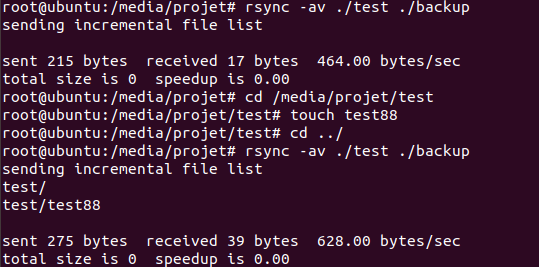 root@ubuntu:/media/projet# rsync -av ./test ./backup
sending incremental file list

sent 215 bytes  received 17 bytes  464.00 bytes/sec
total size is 0  speedup is 0.00
root@ubuntu:/media/projet# cd /media/projet/test
root@ubuntu:/media/projet/test# touch test88
root@ubuntu:/media/projet/test# cd ../
root@ubuntu:/media/projet# rsync -av ./test ./backup
sending incremental file list
test/
test/test88

sent 275 bytes  received 39 bytes  628.00 bytes/sec
total size is 0  speedup is 0.00